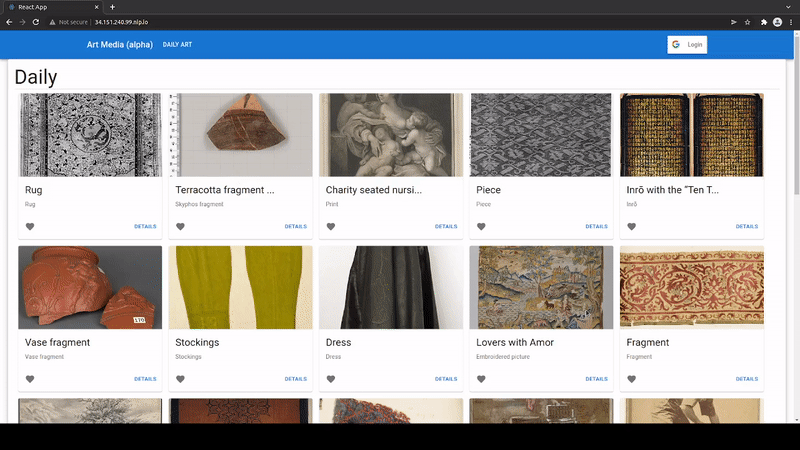 React App
Not secure | 34.151.240.99.nip.io
Art Media (alpha) DAILY ART
Login
Daily
Rug
Rug
DETAILS
Terracotta fragment ...
Skyphos fragment
DETAILS
Charity seated nursi...
Print
DETAILS
Piece
Piece
DETAILS
Inrō with the “Ten T...
Inrō
DETAILS
Vase fragment
Vase fragment
DETAILS
Stockings
Stockings
DETAILS
Dress
Dress
DETAILS
Lovers with Amor
Embroidered picture
DETAILS
Fragment
Fragment
DETAILS